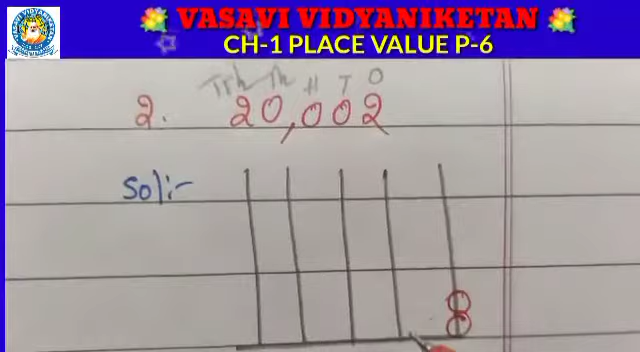 VASAVI VIDYANIKETAN
CH-1 PLACE VALUE P-6
TTh Th H T O
2. 20,002
Sol:-